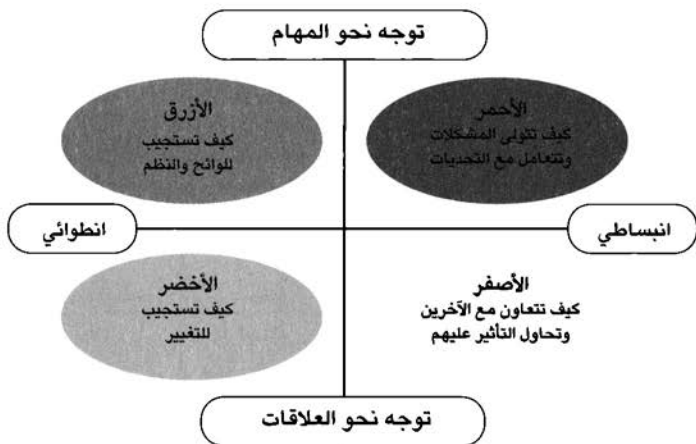 توجه نحو المهام
الأحمر
كيف تتولى المشكلات
وتتعامل مع التحديات
الأزرق
كيف تستجيب
للوائح والنظم
انبساطي
انطوائي
الأصفر
كيف تتعاون مع الآخرين
وتحاول التأثير عليهم
الأخضر
كيف تستجيب
للتغيير
توجه نحو العلاقات